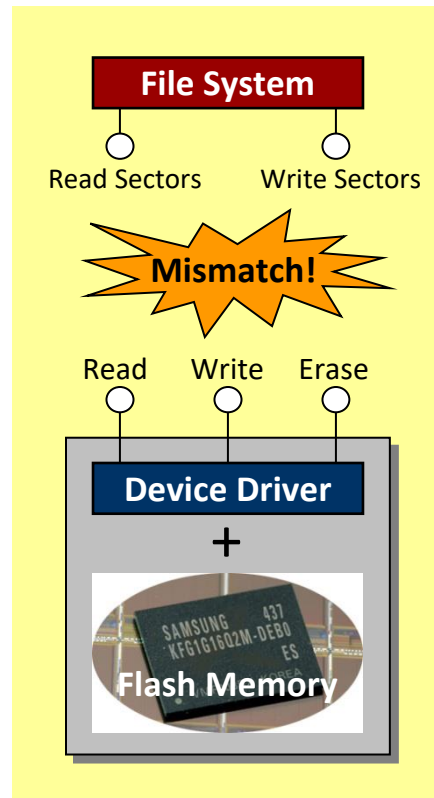 File System
Read Sectors Write Sectors
Mismatch!
Read Write Erase
Device Driver
+
SAMSUNG 437
KFG1G16Q2M-DEB0
ES
Flash Memory